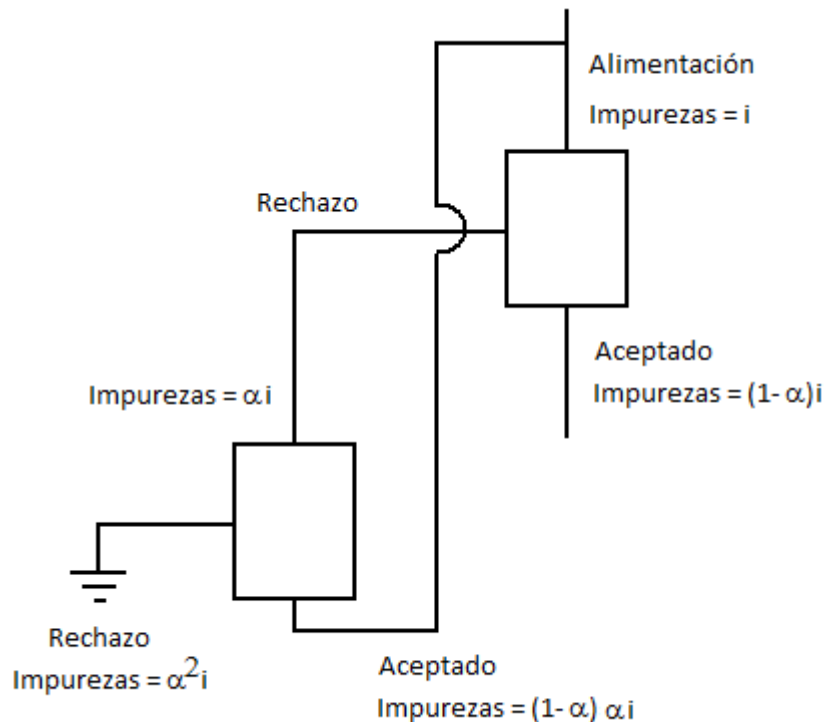 Alimentación
Impurezas = i
Rechazo
Aceptado
Impurezas = (1- α)i
Impurezas = αi
Rechazo
Impurezas = α²i
Aceptado
Impurezas = (1- α) αi